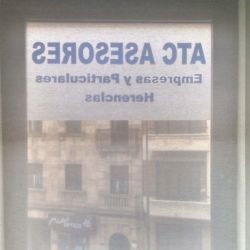 ATC ASESORES
Empresas y Particulares
Herencias